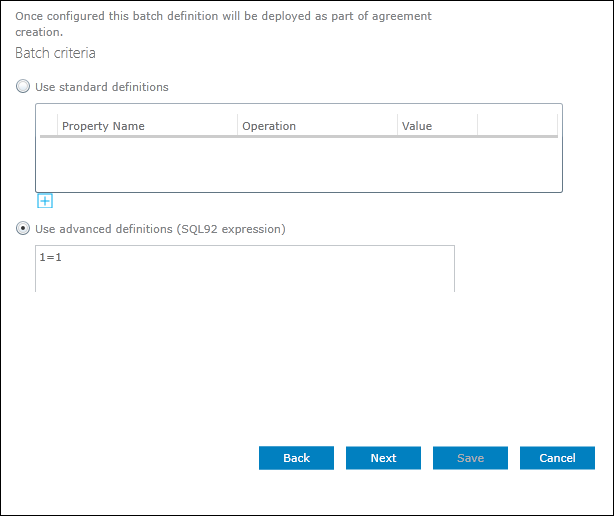 Once configured this batch definition will be deployed as part of agreement
creation.
Batch criteria
Use standard definitions
Property Name Operation Value
Use advanced definitions (SQL92 expression)
1=1
Back Next Save Cancel